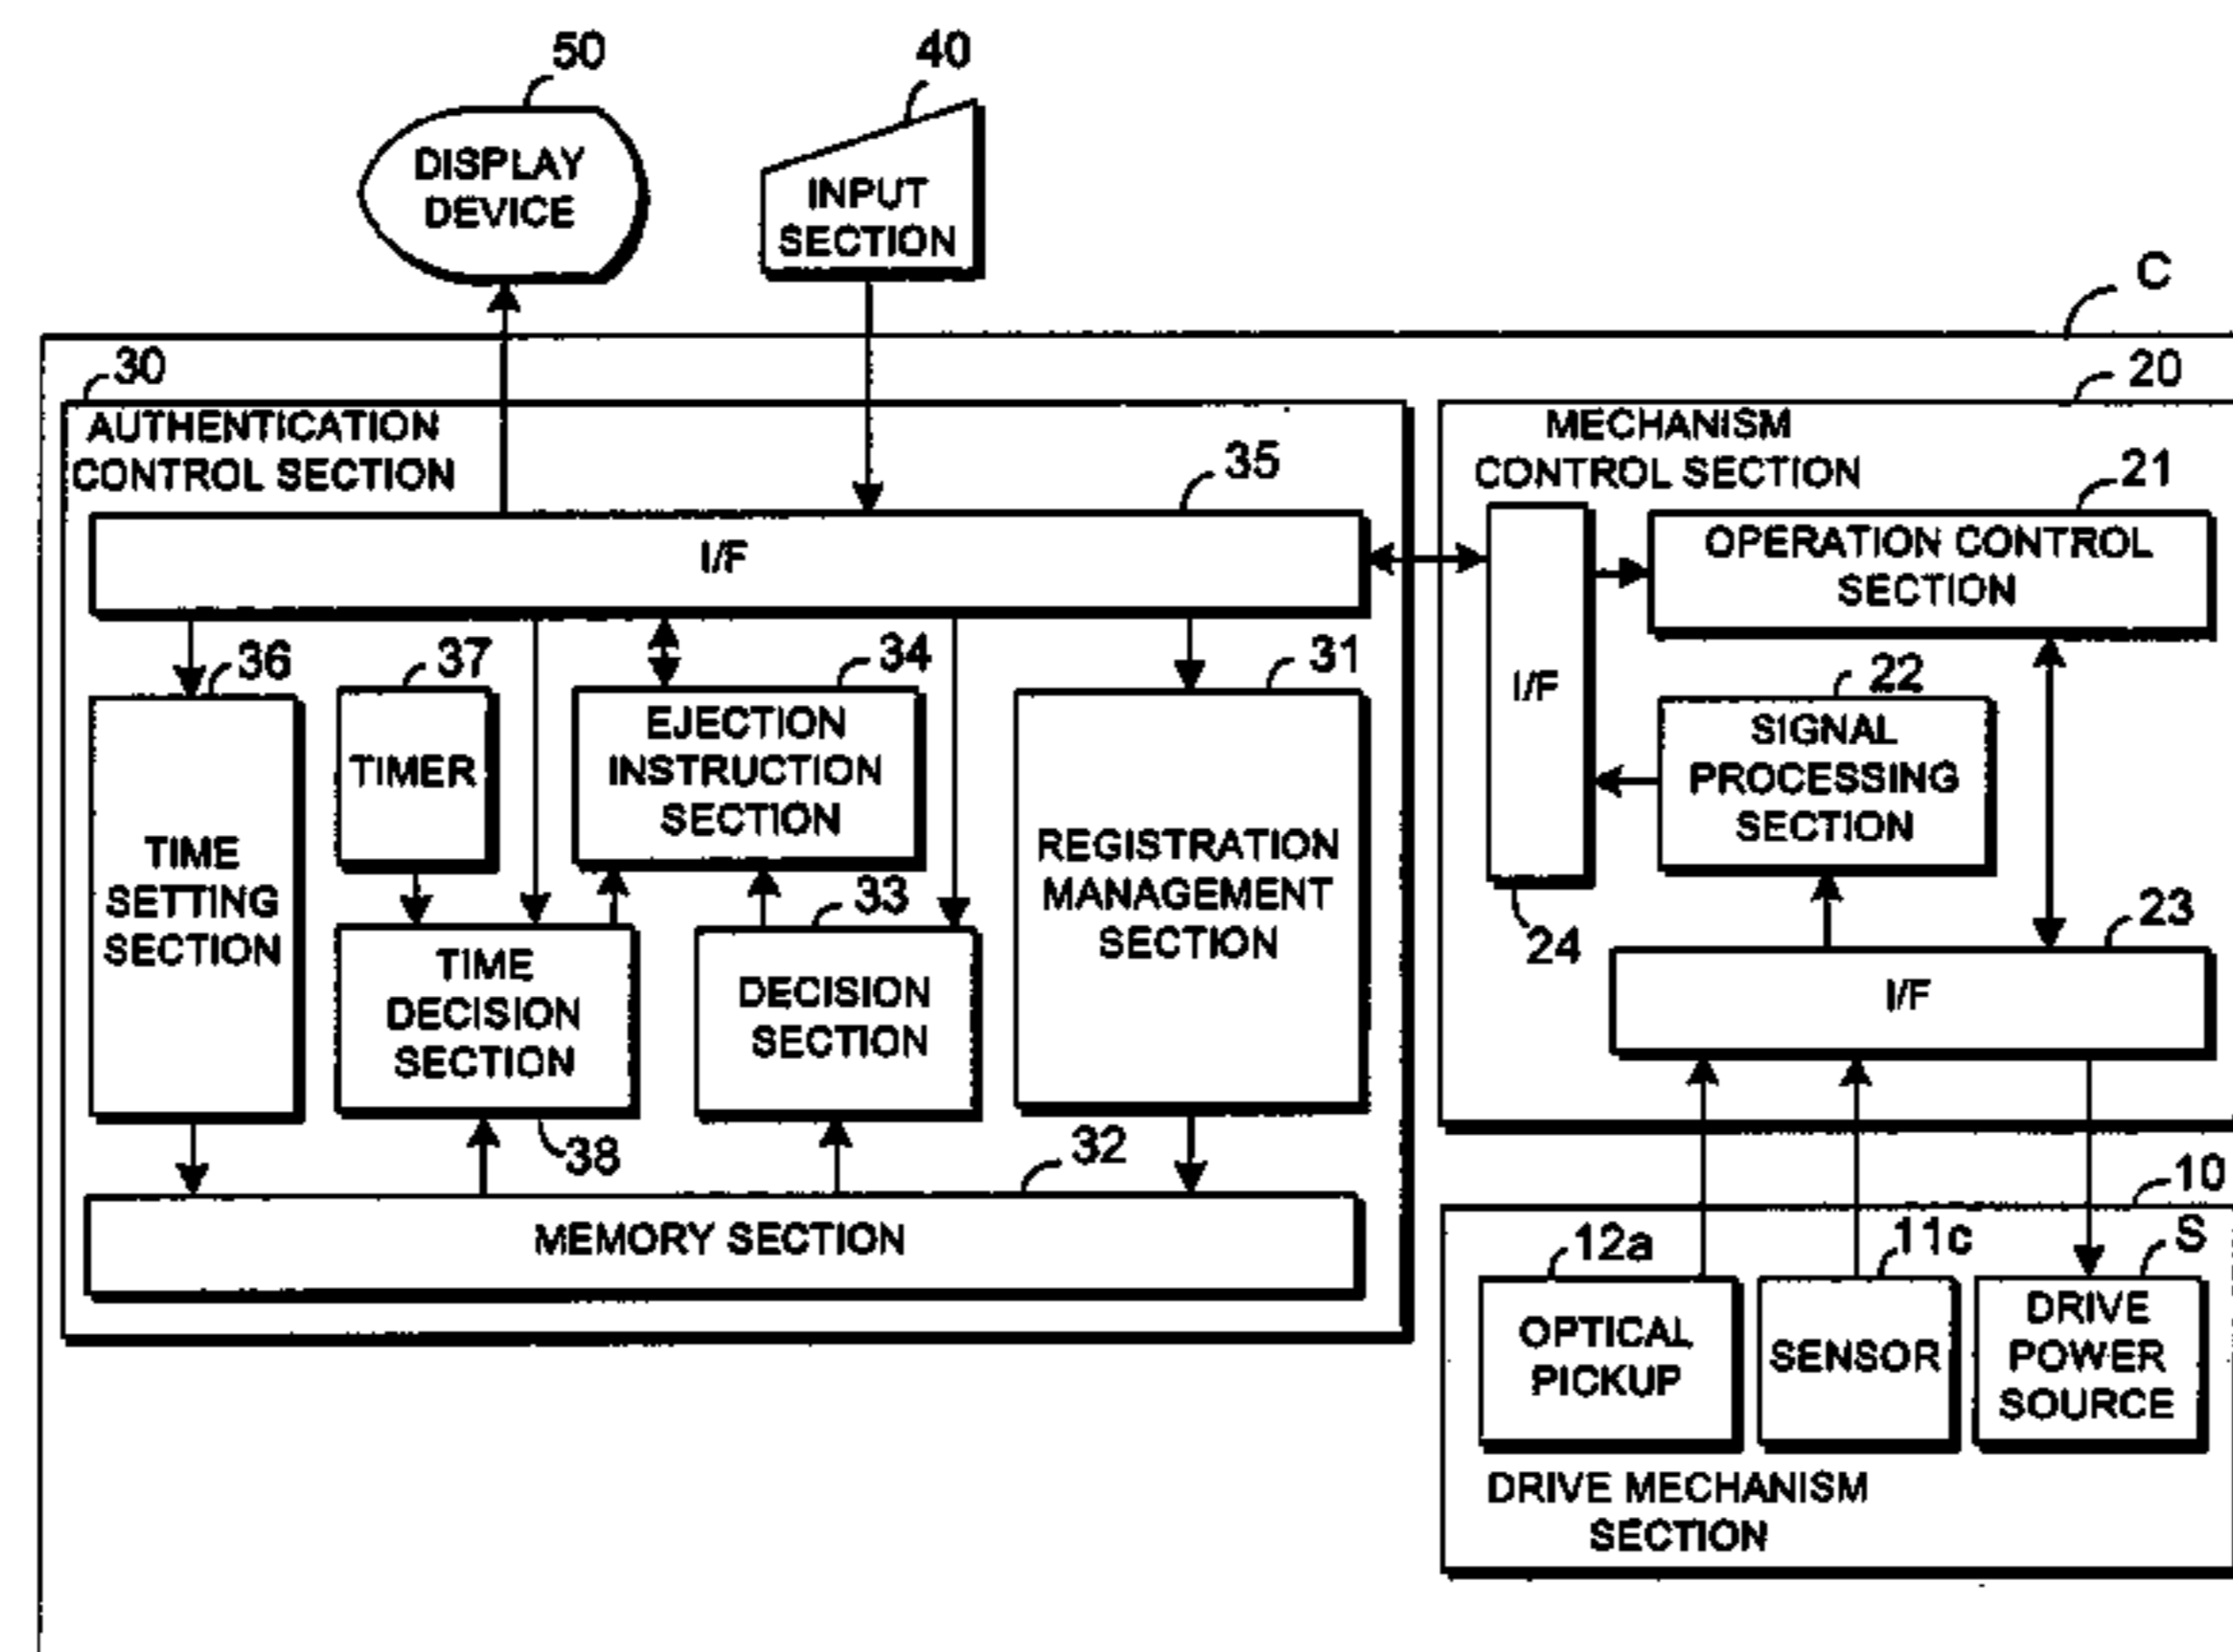 50
40
DISPLAY
DEVICE
INPUT
SECTION
C
30
AUTHENTICATION
CONTROL SECTION
35
I/F
36
37
34
31
TIME
SETTING
SECTION
TIMER
EJECTION
INSTRUCTION
SECTION
REGISTRATION
MANAGEMENT
SECTION
33
TIME
DECISION
SECTION
DECISION
SECTION
38
32
MEMORY SECTION
20
MECHANISM
CONTROL SECTION
21
OPERATION CONTROL
SECTION
I/F
22
SIGNAL
PROCESSING
SECTION
24
23
I/F
10
12a
11c
S
OPTICAL
PICKUP
SENSOR
DRIVE
POWER
SOURCE
DRIVE MECHANISM
SECTION